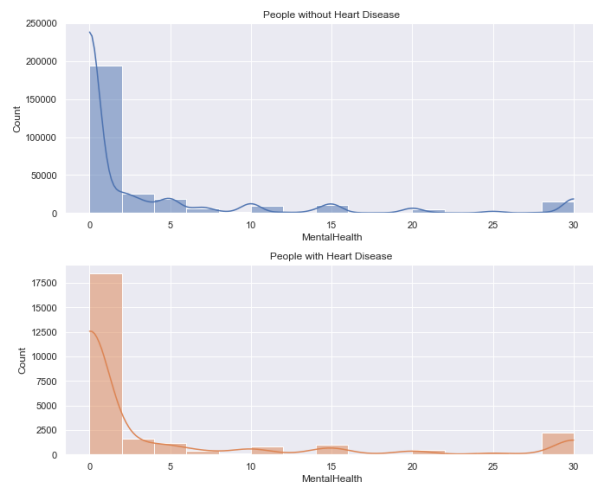 People without Heart Disease
250000
200000
150000
100000
50000
0
Count
0 5 10 15 20 25 30
MentalHealth
People with Heart Disease
17500
15000
12500
10000
7500
5000
2500
0
Count
0 5 10 15 20 25 30
MentalHealth